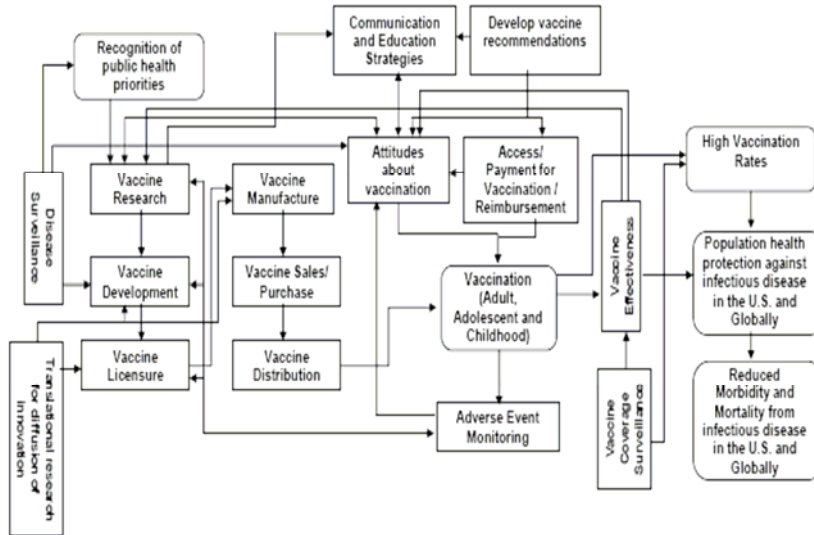 Communication
and Education
Strategies
Develop vaccine
recommendations
Recognition of
public health
priorities
Attitudes
about
vaccination
Access/
Payment for
Vaccination /
Reimbursement
High Vaccination
Rates
Disease
Surveillance
Vaccine
Research
Vaccine
Manufacture
Vaccine
Development
Vaccine Sales/
Purchase
Vaccination
(Adult,
Adolescent and
Childhood)
Vaccine
Effectiveness
Population health
protection against
infectious disease
in the U.S. and
Globally
Translational research
for diffusion of
innovation
Vaccine
Licensure
Vaccine
Distribution
Adverse Event
Monitoring
Vaccine
Coverage
Surveillance
Reduced
Morbidity and
Mortality from
infectious disease
in the U.S. and
Globally